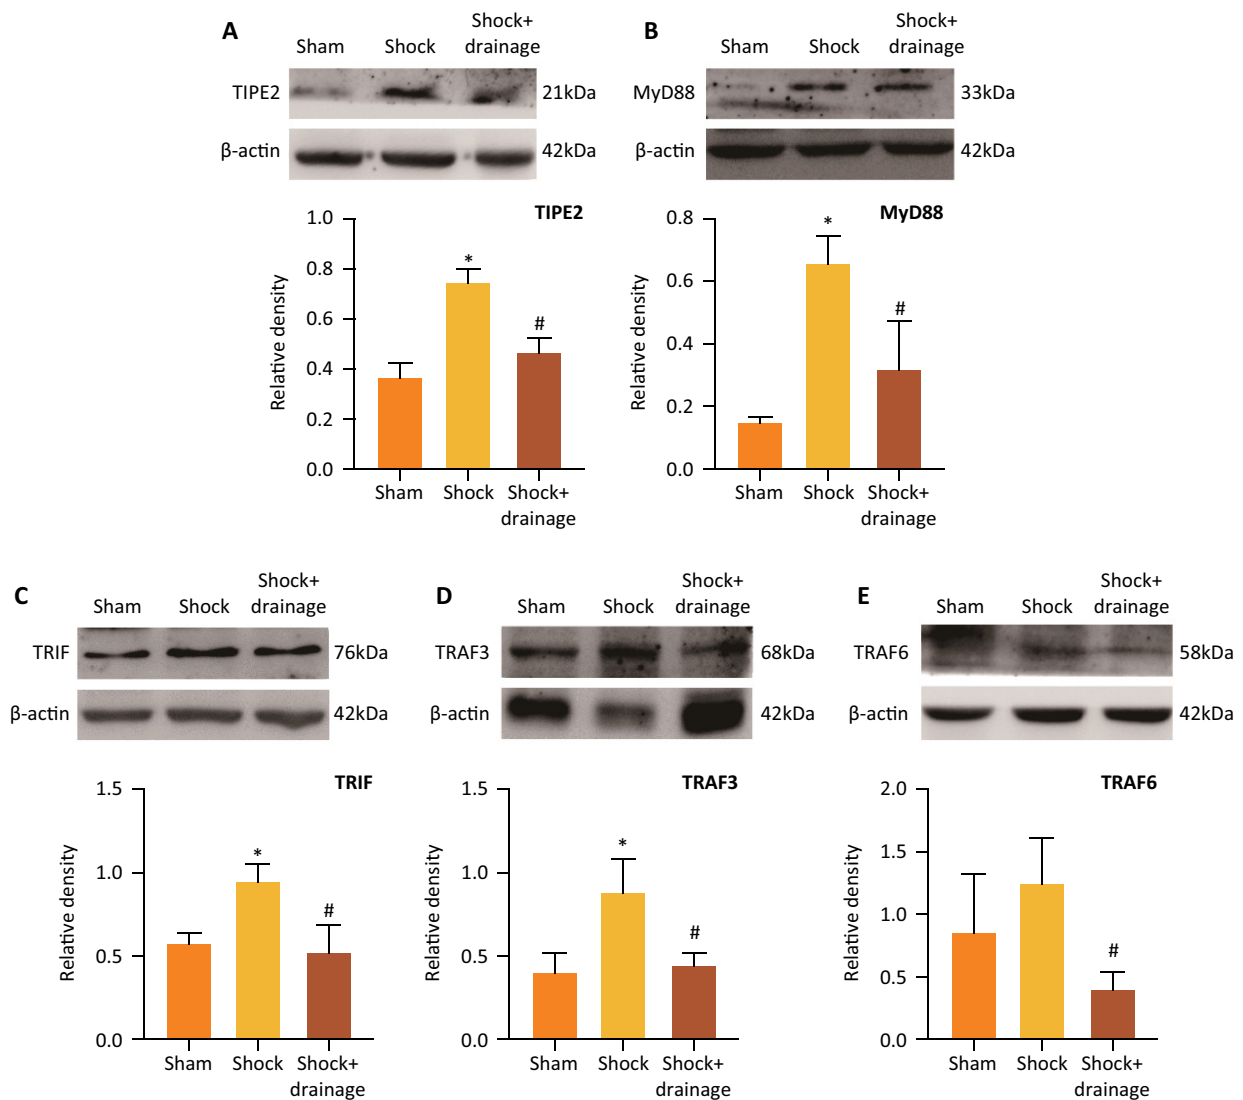 A
Sham
Shock
Shock+
drainage
TIPE2
21kDa
β-actin
42kDa
TIPE2
1.0
0.8
0.6
0.4
0.2
0.0
Relative density
*
#
Sham
Shock
Shock+
drainage
B
Sham
Shock
Shock+
drainage
MyD88
33kDa
β-actin
42kDa
MyD88
0.8
0.6
0.4
0.2
0.0
Relative density
*
#
Sham
Shock
Shock+
drainage
C
Sham
Shock
Shock+
drainage
TRIF
76kDa
β-actin
42kDa
TRIF
1.5
1.0
0.5
0.0
Relative density
*
#
Sham
Shock
Shock+
drainage
D
Sham
Shock
Shock+
drainage
TRAF3
68kDa
β-actin
42kDa
TRAF3
1.5
1.0
0.5
0.0
Relative density
*
#
Sham
Shock
Shock+
drainage
E
Sham
Shock
Shock+
drainage
TRAF6
58kDa
β-actin
42kDa
TRAF6
2.0
1.5
1.0
0.5
0.0
Relative density
#
Sham
Shock
Shock+
drainage